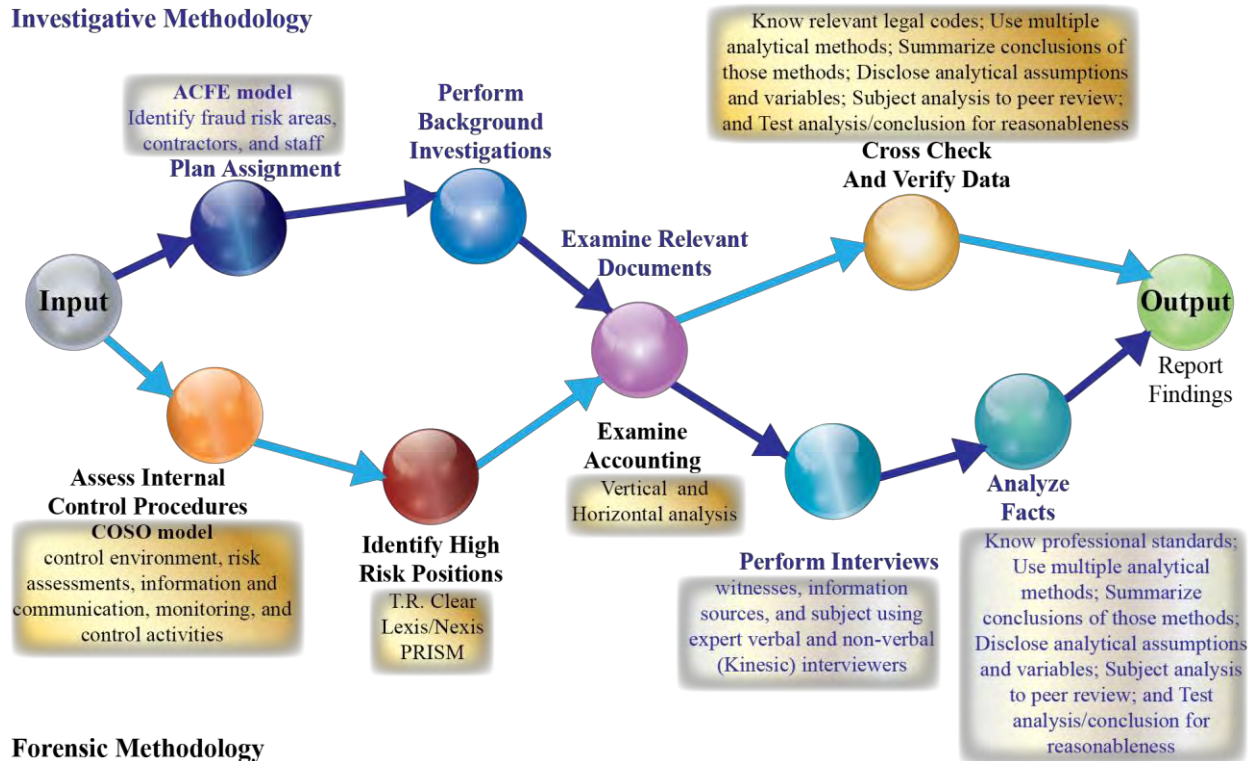 Investigative Methodology
ACFE model
Identify fraud risk areas,
contractors, and staff
Plan Assignment
Perform
Background
Investigations
Know relevant legal codes; Use multiple
analytical methods; Summarize conclusions of
those methods; Disclose analytical assumptions
and variables; Subject analysis to peer review;
and Test analysis/conclusion for reasonableness
Cross Check
And Verify Data
Examine Relevant
Documents
Input
Output
Report
Findings
Assess Internal
Control Procedures
COSO model
control environment, risk
assessments, information and
communication, monitoring, and
control activities
Identify High
Risk Positions
T.R. Clear
Lexis/Nexis
PRISM
Examine
Accounting
Vertical and
Horizontal analysis
Perform Interviews
witnesses, information
sources, and subject using
expert verbal and non-verbal
(Kinesic) interviewers
Analyze
Facts
Know professional standards;
Use multiple analytical
methods; Summarize
conclusions of those methods;
Disclose analytical assumptions
and variables; Subject analysis
to peer review; and Test
analysis/conclusion for
reasonableness
Forensic Methodology